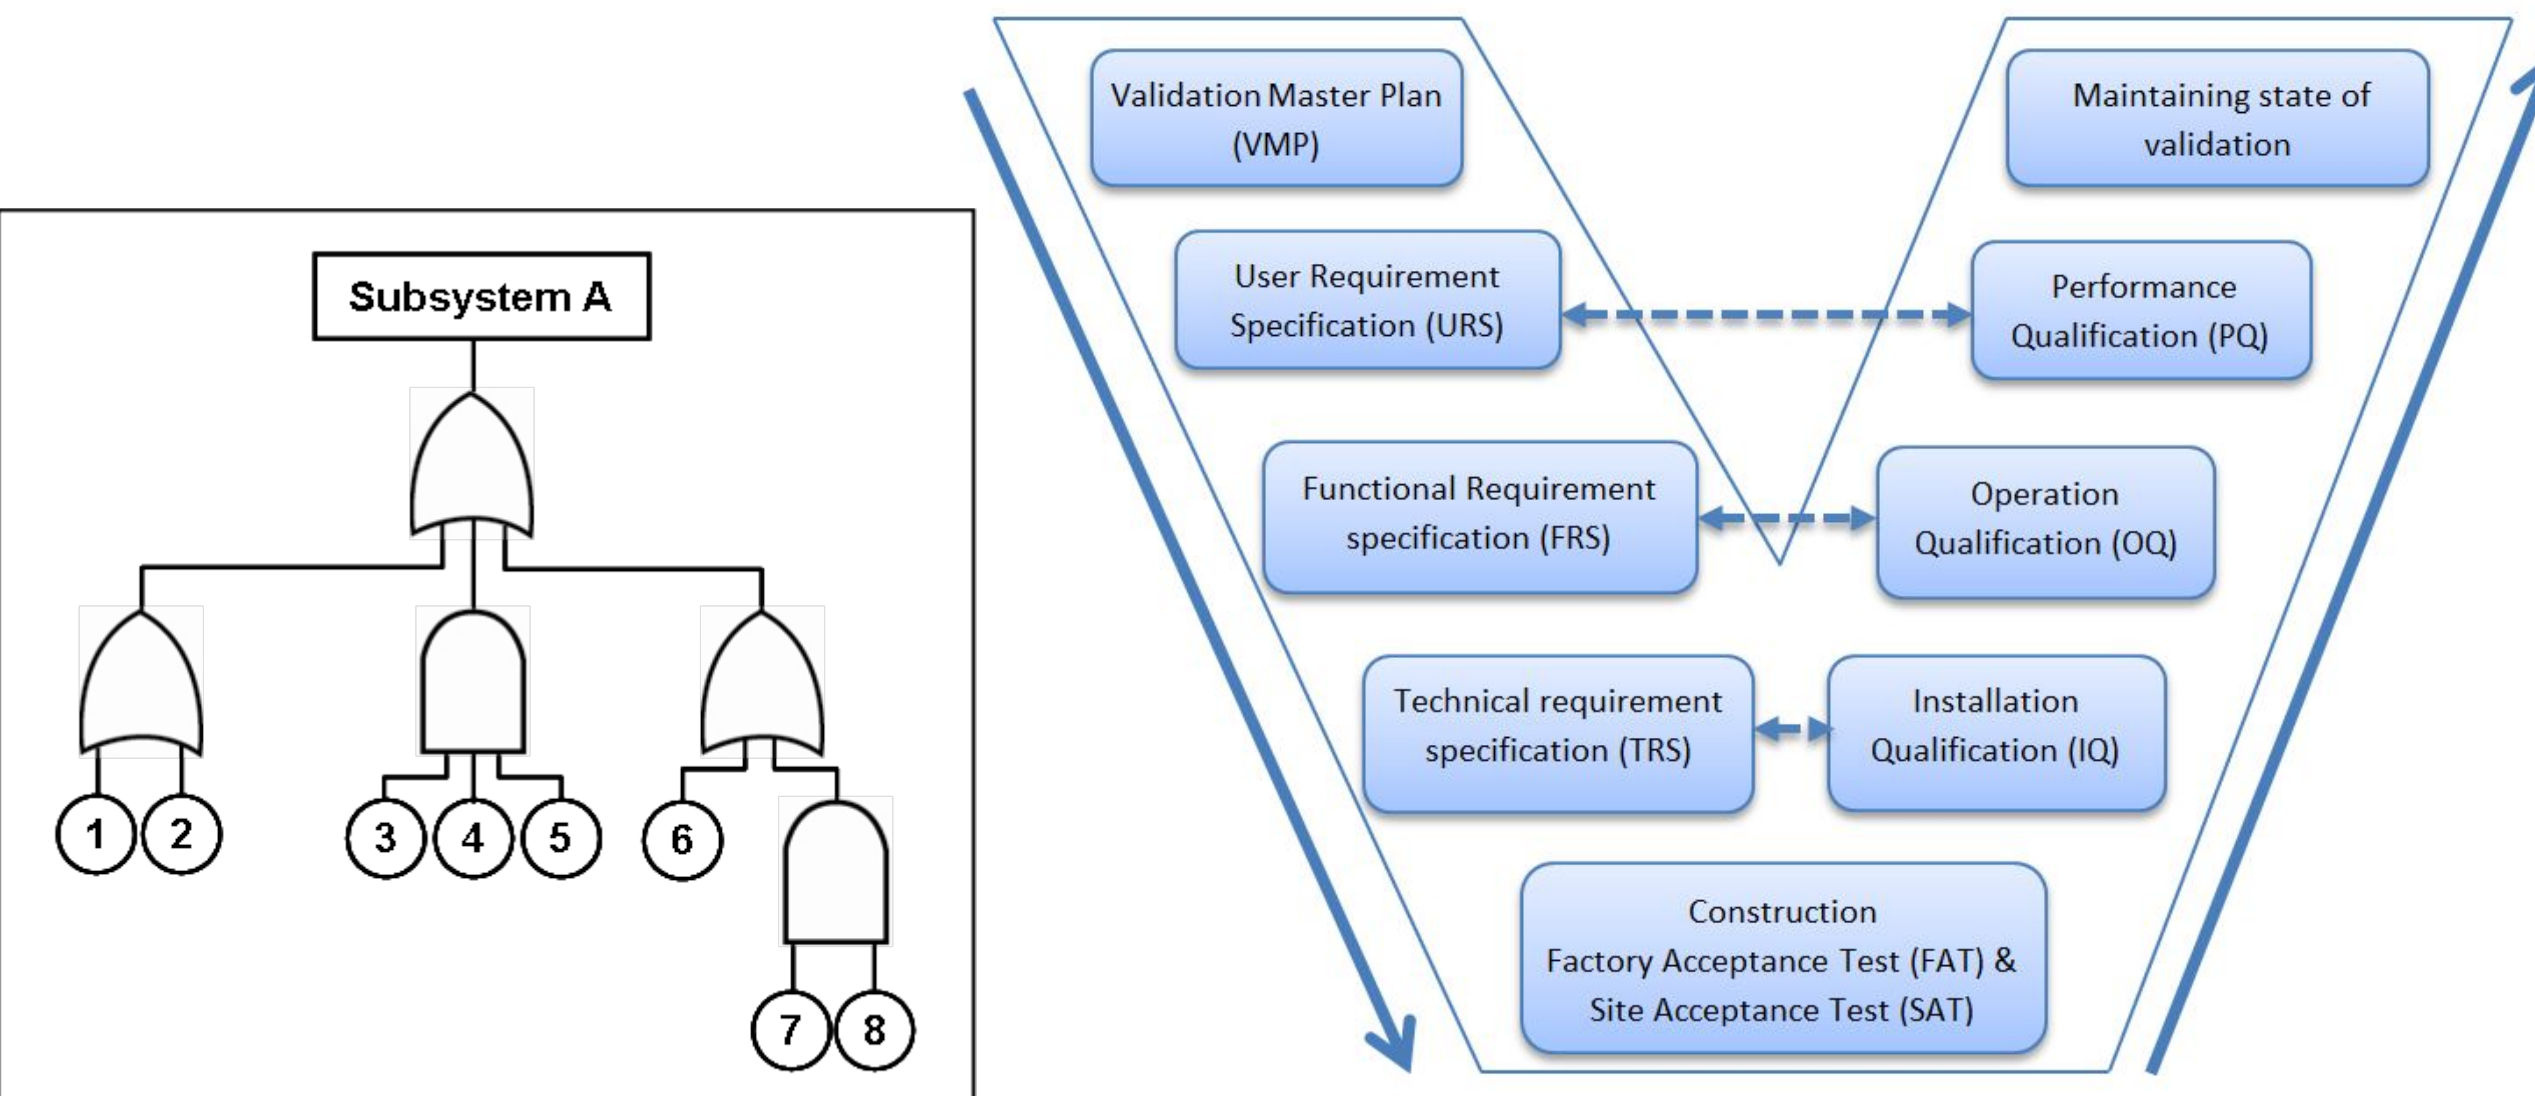 Subsystem A
1
2
3
4
5
6
7
8
Validation Master Plan
(VMP)
User Requirement
Specification (URS)
Functional Requirement
specification (FRS)
Technical requirement
specification (TRS)
Construction
Factory Acceptance Test (FAT) &
Site Acceptance Test (SAT)
Installation
Qualification (IQ)
Operation
Qualification (OQ)
Performance
Qualification (PQ)
Maintaining state of
validation